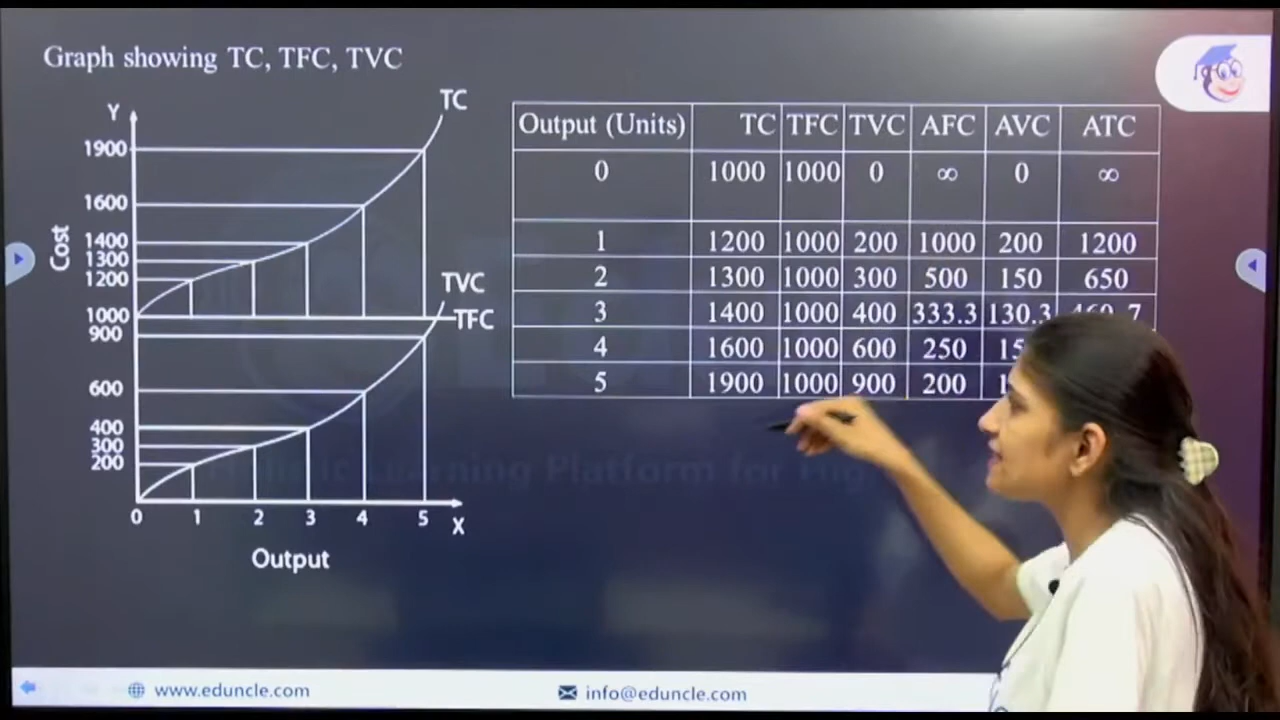 Graph showing TC, TFC, TVC
Y
TC
1900
1600
1400
1300
1200
1000
900
600
400
300
200
Cost
TVC
TFC
0 1 2 3 4 5 X
Output
Output (Units) TC TFC TVC AFC AVC ATC
0 1000 1000 0 ∞ 0 ∞
1 1200 1000 200 1000 200 1200
2 1300 1000 300 500 150 650
3 1400 1000 400 333.3 130.3
4 1600 1000 600 250
5 1900 1000 900 200
Learning Platform for
www.eduncle.com
info@eduncle.com